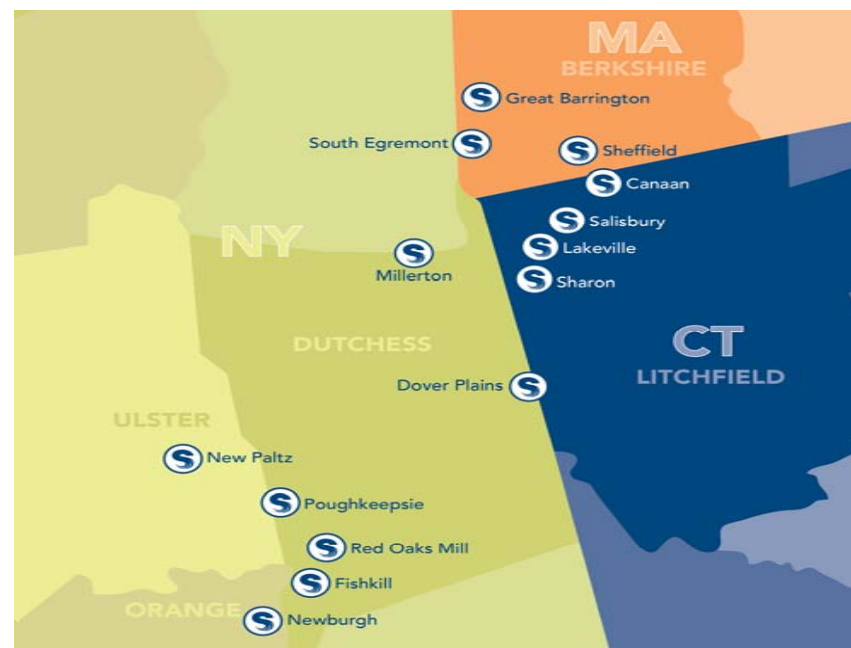 MA
BERKSHIRE
Great Barrington
South Egremont
Sheffield
Canaan
Salisbury
NY
Lakeville
Millerton
Sharon
DUTCHESS
CT
LITCHFIELD
Dover Plains
ULSTER
New Paltz
Poughkeepsie
Red Oaks Mill
Fishkill
ORANGE
Newburgh